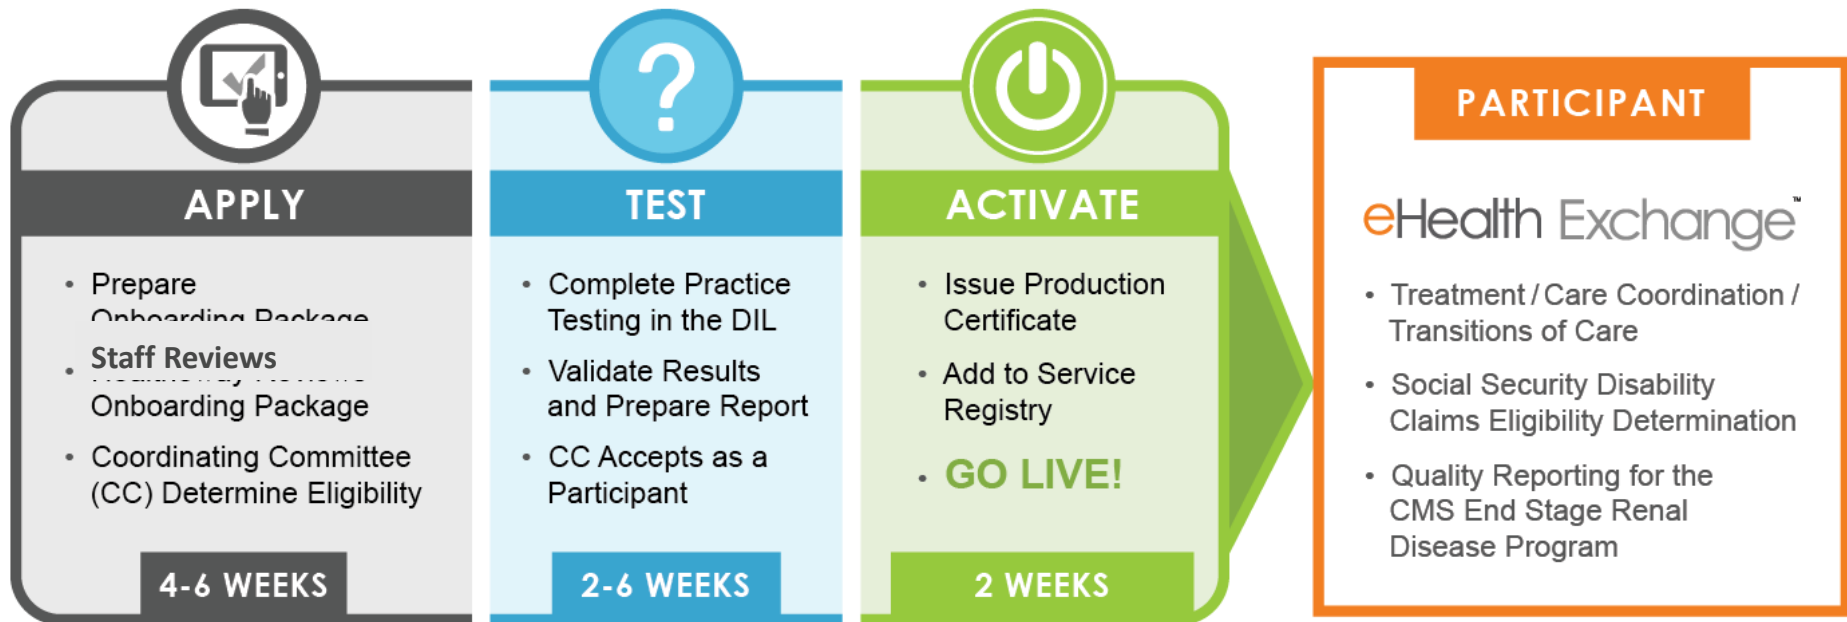 APPLY
• Prepare
Onboarding Package
• Staff Reviews
Onboarding Package
• Coordinating Committee
(CC) Determine Eligibility
4-6 WEEKS
TEST
• Complete Practice
Testing in the DIL
• Validate Results
and Prepare Report
• CC Accepts as a
Participant
2-6 WEEKS
ACTIVATE
• Issue Production
Certificate
• Add to Service
Registry
• GO LIVE!
2 WEEKS
PARTICIPANT
eHealth Exchange™
• Treatment / Care Coordination /
Transitions of Care
• Social Security Disability
Claims Eligibility Determination
• Quality Reporting for the
CMS End Stage Renal
Disease Program